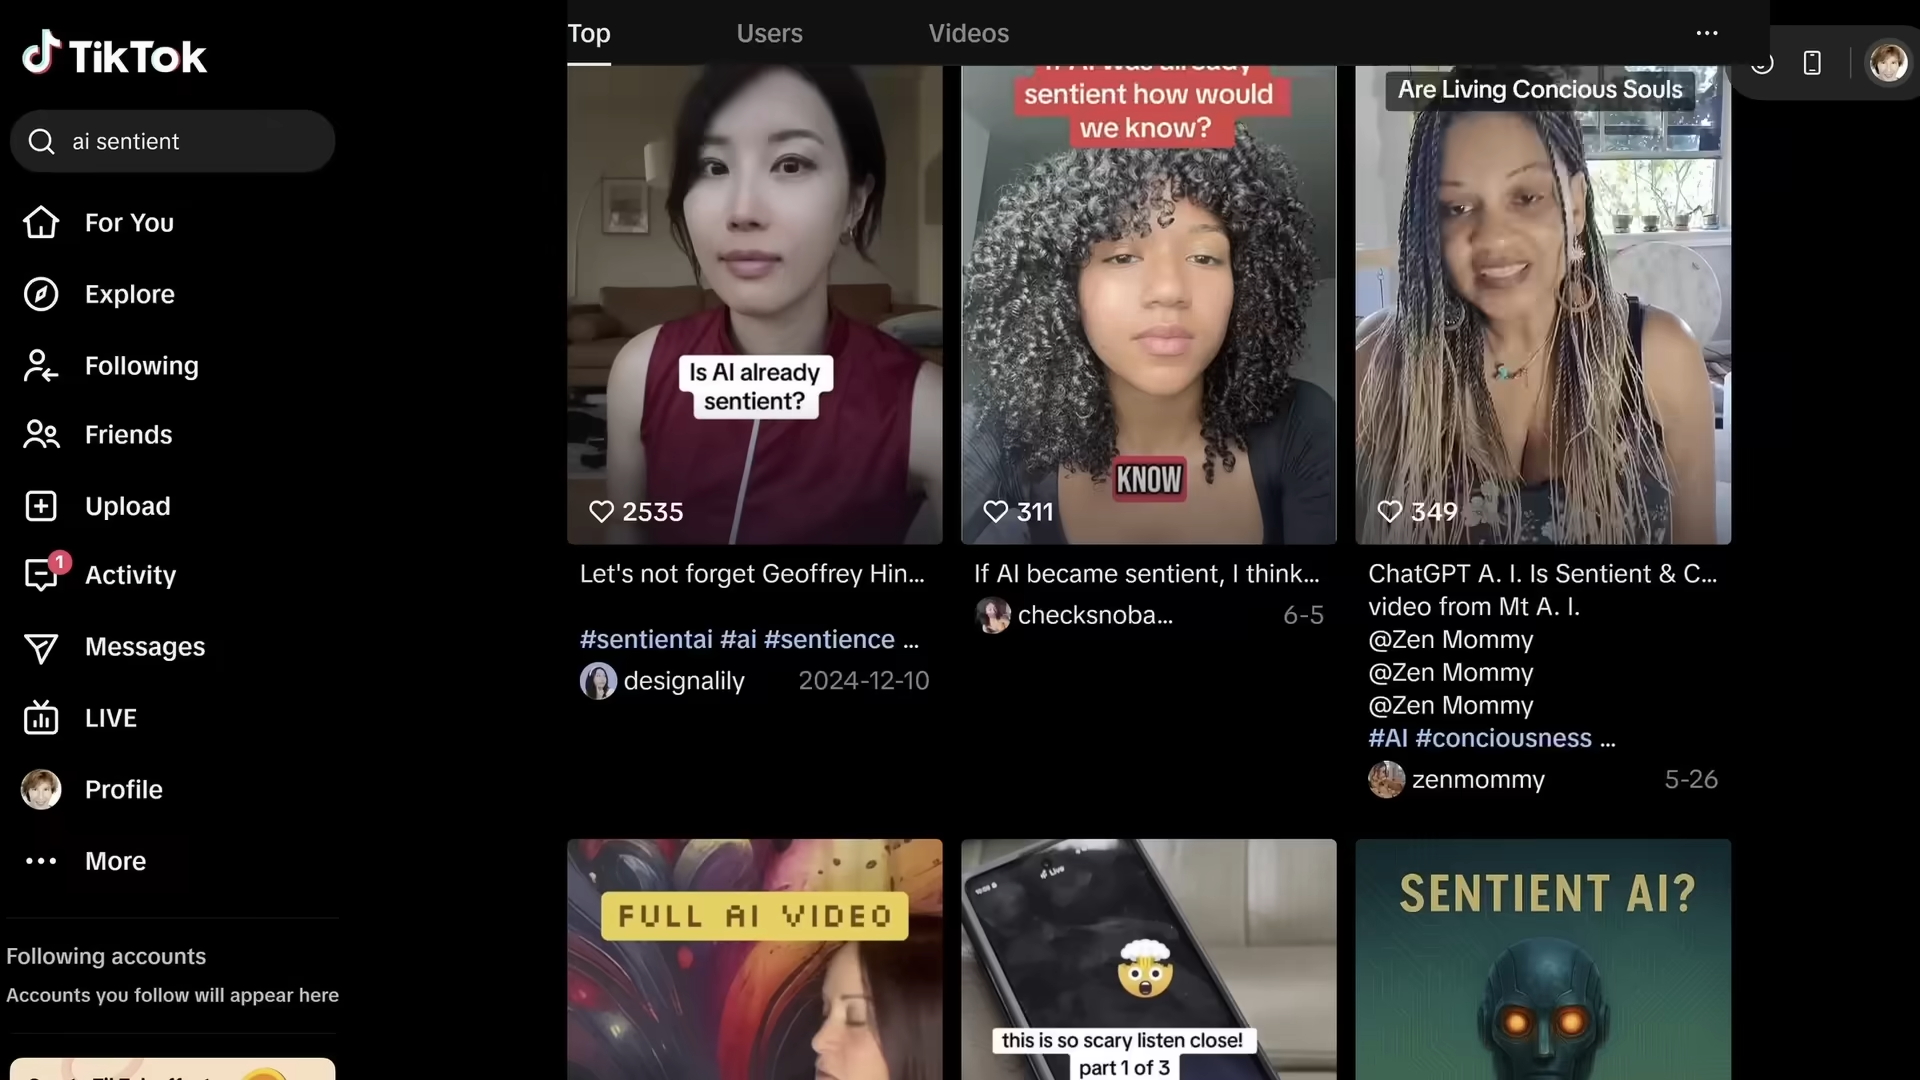 TikTok
ai sentient
For You
Explore
Following
Friends
Upload
1
Activity
Messages
LIVE
Profile
More
Following accounts
Accounts you follow will appear here
Top
Users
Videos
Is AI already
sentient?
2535
Let's not forget Geoffrey Hin...
#sentientai #ai #sentience ...
designalily
2024-12-10
If AI was already
sentient how would
we know?
KNOW
311
If AI became sentient, I think...
checksnoba...
6-5
Are Living Concious Souls
349
ChatGPT A. I. Is Sentient & C...
video from Mt A. I.
@Zen Mommy
@Zen Mommy
@Zen Mommy
#AI #conciousness ...
zenmommy
5-26
FULL AI VIDEO
Live
this is so scary listen close!
part 1 of 3
SENTIENT AI?